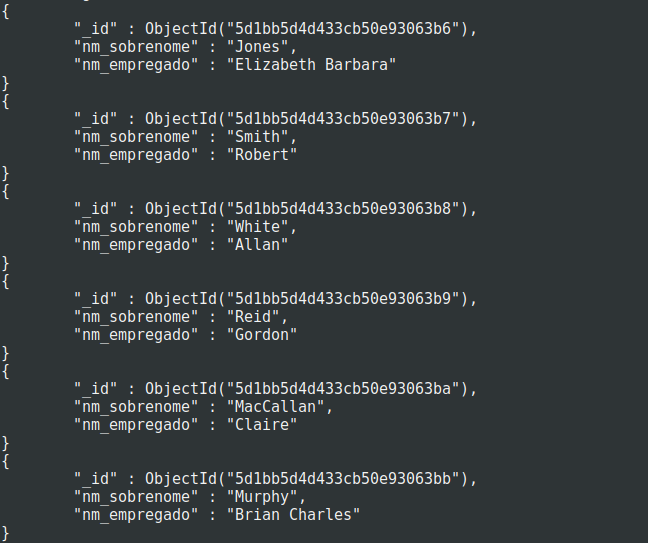 {
"_id" : ObjectId("5d1bb5d4d433cb50e93063b6"),
"nm_sobrenome" : "Jones",
"nm_empregado" : "Elizabeth Barbara"
}
{
"_id" : ObjectId("5d1bb5d4d433cb50e93063b7"),
"nm_sobrenome" : "Smith",
"nm_empregado" : "Robert"
}
{
"_id" : ObjectId("5d1bb5d4d433cb50e93063b8"),
"nm_sobrenome" : "White",
"nm_empregado" : "Allan"
}
{
"_id" : ObjectId("5d1bb5d4d433cb50e93063b9"),
"nm_sobrenome" : "Reid",
"nm_empregado" : "Gordon"
}
{
"_id" : ObjectId("5d1bb5d4d433cb50e93063ba"),
"nm_sobrenome" : "MacCallan",
"nm_empregado" : "Claire"
}
{
"_id" : ObjectId("5d1bb5d4d433cb50e93063bb"),
"nm_sobrenome" : "Murphy",
"nm_empregado" : "Brian Charles"
}